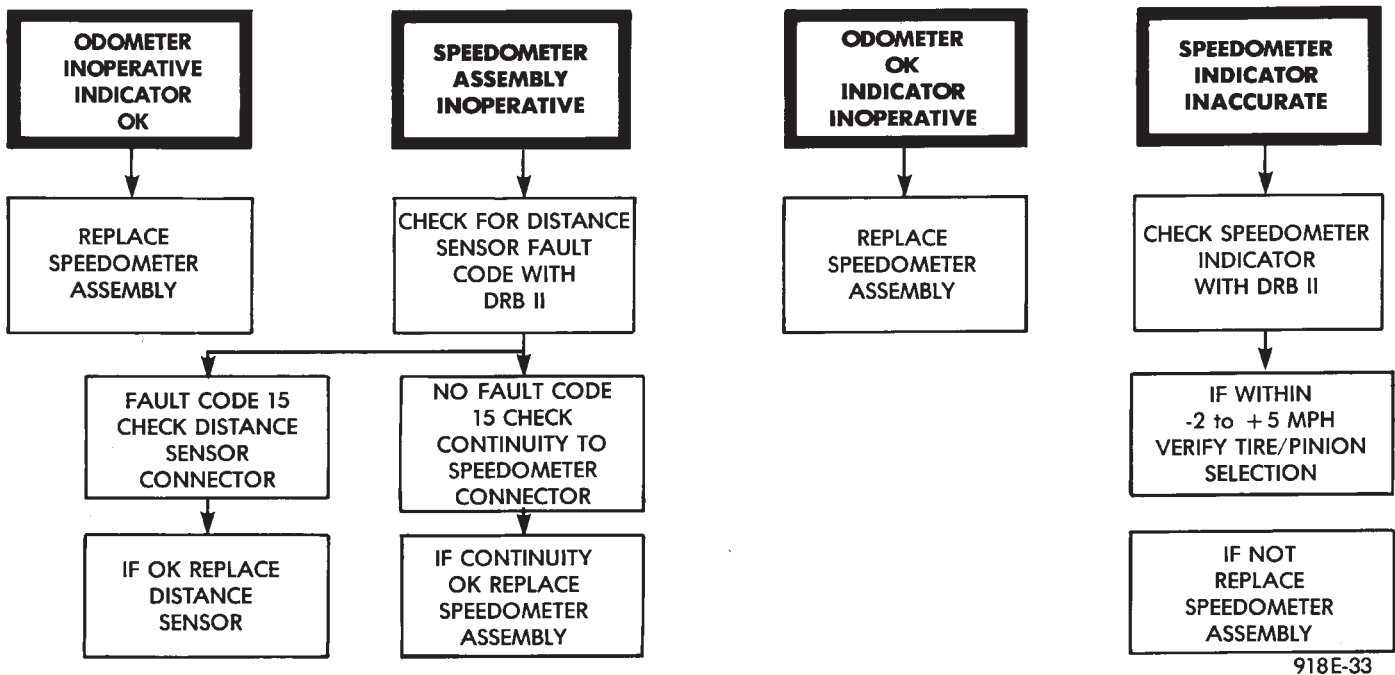 ODOMETER
INOPERATIVE
INDICATOR
OK
REPLACE
SPEEDOMETER
ASSEMBLY
SPEEDOMETER
ASSEMBLY
INOPERATIVE
CHECK FOR DISTANCE
SENSOR FAULT
CODE WITH
DRB II
FAULT CODE 15
CHECK DISTANCE
SENSOR
CONNECTOR
IF OK REPLACE
DISTANCE
SENSOR
NO FAULT CODE
15 CHECK
CONTINUITY TO
SPEEDOMETER
CONNECTOR
IF CONTINUITY
OK REPLACE
SPEEDOMETER
ASSEMBLY
ODOMETER
OK
INDICATOR
INOPERATIVE
REPLACE
SPEEDOMETER
ASSEMBLY
SPEEDOMETER
INDICATOR
INACCURATE
CHECK SPEEDOMETER
INDICATOR
WITH DRB II
IF WITHIN
-2 to +5 MPH
VERIFY TIRE/PINION
SELECTION
IF NOT
REPLACE
SPEEDOMETER
ASSEMBLY
918E-33